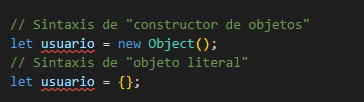 // Sintaxis de "constructor de objetos"
let usuario = new Object();
// Sintaxis de "objeto literal"
let usuario = {};